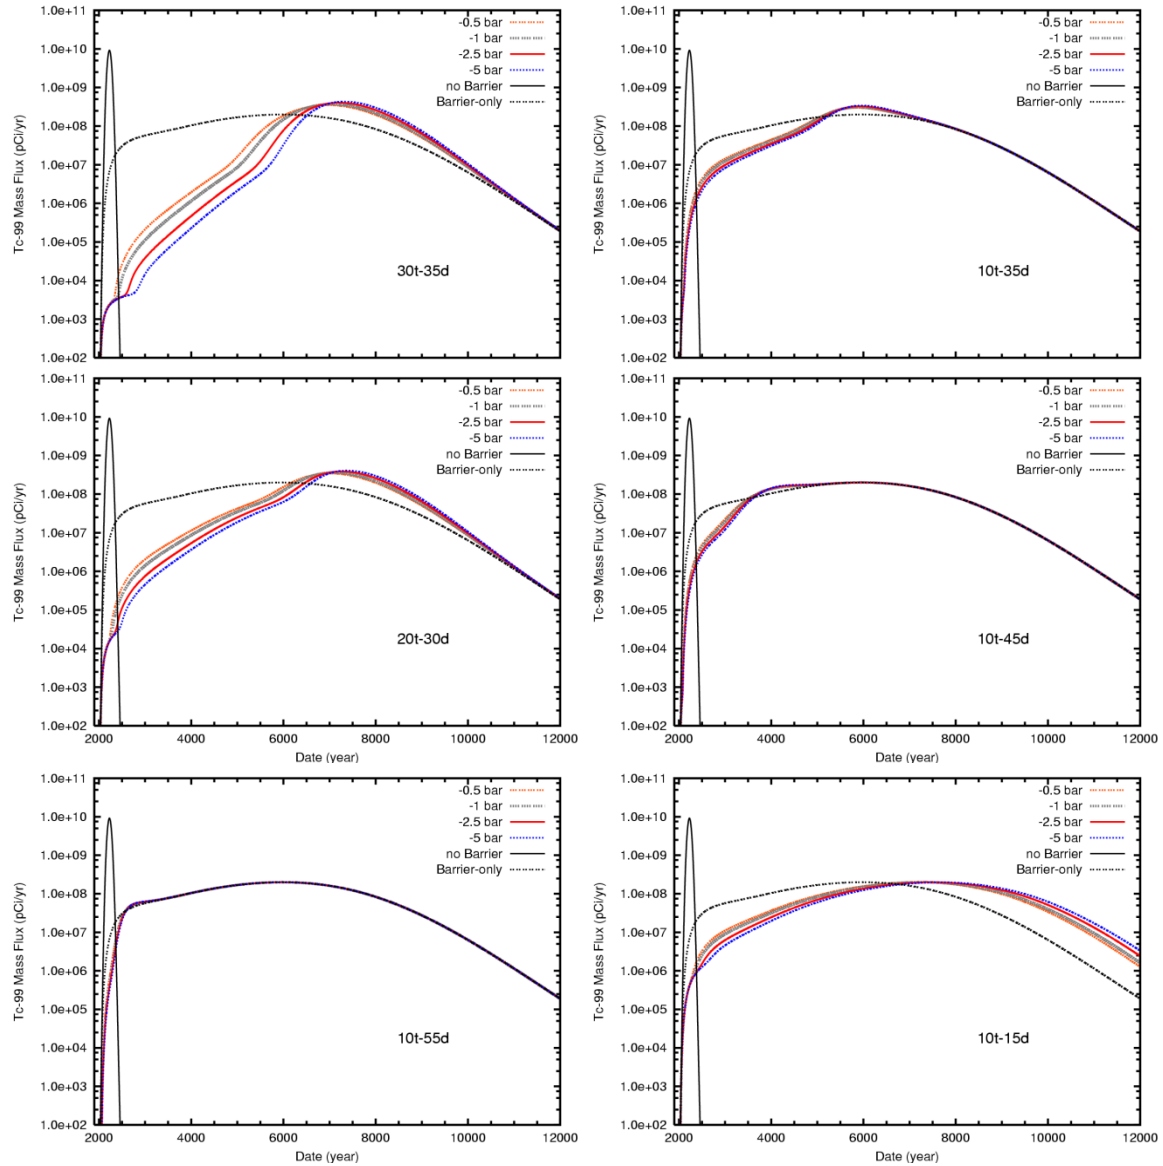 1.0e+11
1.0e+10
1.0e+09
1.0e+08
1.0e+07
1.0e+06
1.0e+05
1.0e+04
1.0e+03
1.0e+02
Tc-99 Mass Flux (pCi/yr)
-0.5 bar
-1 bar
-2.5 bar
-5 bar
no Barrier
Barrier-only
30t-35d
2000 4000 6000 8000 10000 12000
1.0e+11
1.0e+10
1.0e+09
1.0e+08
1.0e+07
1.0e+06
1.0e+05
1.0e+04
1.0e+03
1.0e+02
Tc-99 Mass Flux (pCi/yr)
-0.5 bar
-1 bar
-2.5 bar
-5 bar
no Barrier
Barrier-only
10t-35d
2000 4000 6000 8000 10000 12000
1.0e+11
1.0e+10
1.0e+09
1.0e+08
1.0e+07
1.0e+06
1.0e+05
1.0e+04
1.0e+03
1.0e+02
Tc-99 Mass Flux (pCi/yr)
-0.5 bar
-1 bar
-2.5 bar
-5 bar
no Barrier
Barrier-only
20t-30d
2000 4000 6000 8000 10000 12000
Date (year)
1.0e+11
1.0e+10
1.0e+09
1.0e+08
1.0e+07
1.0e+06
1.0e+05
1.0e+04
1.0e+03
1.0e+02
Tc-99 Mass Flux (pCi/yr)
-0.5 bar
-1 bar
-2.5 bar
-5 bar
no Barrier
Barrier-only
10t-45d
2000 4000 6000 8000 10000 12000
Date (year)
1.0e+11
1.0e+10
1.0e+09
1.0e+08
1.0e+07
1.0e+06
1.0e+05
1.0e+04
1.0e+03
1.0e+02
Tc-99 Mass Flux (pCi/yr)
-0.5 bar
-1 bar
-2.5 bar
-5 bar
no Barrier
Barrier-only
10t-55d
2000 4000 6000 8000 10000 12000
Date (year)
1.0e+11
1.0e+10
1.0e+09
1.0e+08
1.0e+07
1.0e+06
1.0e+05
1.0e+04
1.0e+03
1.0e+02
Tc-99 Mass Flux (pCi/yr)
-0.5 bar
-1 bar
-2.5 bar
-5 bar
no Barrier
Barrier-only
10t-15d
2000 4000 6000 8000 10000 12000
Date (year)